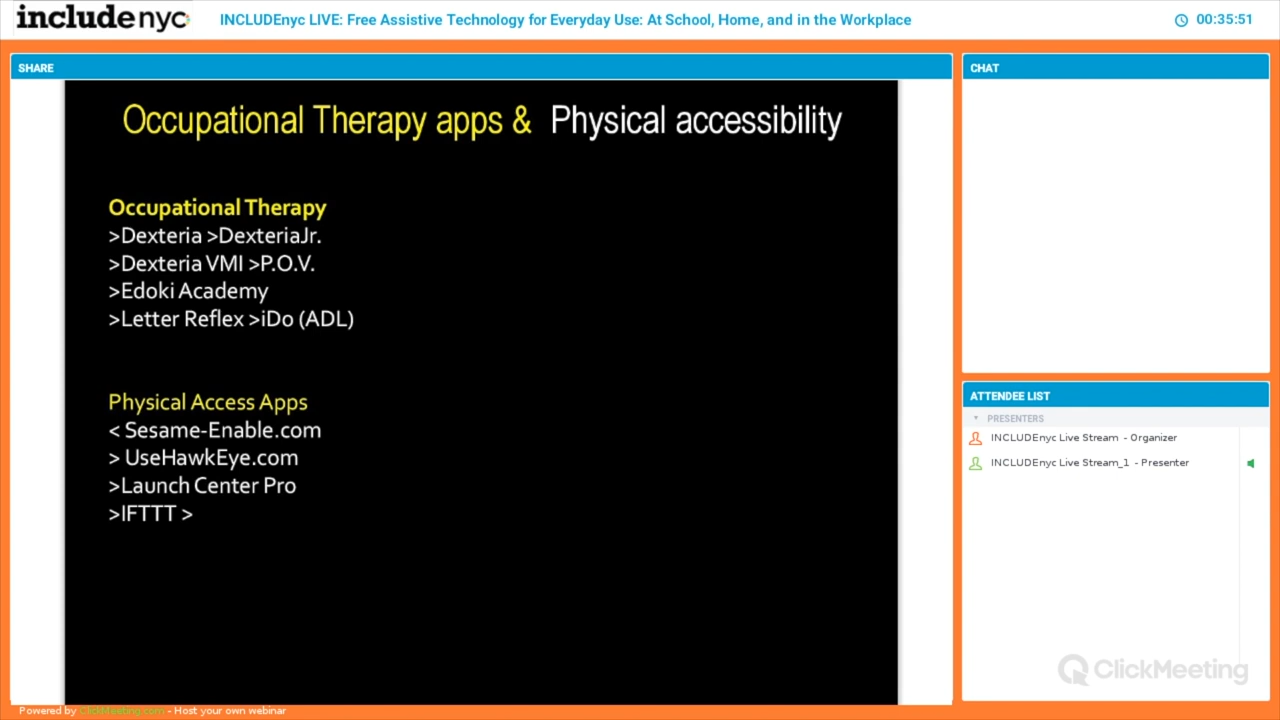 includenyc
INCLUDEnyc LIVE: Free Assistive Technology for Everyday Use: At School, Home, and in the Workplace
00:35:51
SHARE
Occupational Therapy apps & Physical accessibility
Occupational Therapy
>Dexteria >DexteriaJr.
>Dexteria VMI >P.O.V.
>Edoki Academy
>Letter Reflex >iDo (ADL)
Physical Access Apps
< Sesame-Enable.com
> UseHawkEye.com
>Launch Center Pro
>IFTTT >
CHAT
ATTENDEE LIST
PRESENTERS
INCLUDEnyc Live Stream - Organizer
INCLUDEnyc Live Stream_1 - Presenter
ClickMeeting
Powered by ClickMeeting.com - Host your own webinar